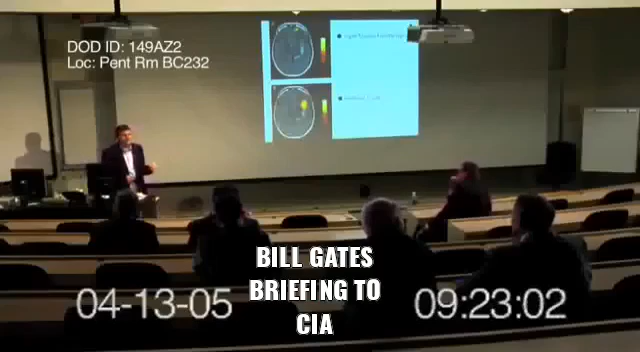 DOD ID: 149AZ2
Loc: Pent Rm BC232
BILL GATES
BRIEFING TO
CIA
04-13-05
09:23:02